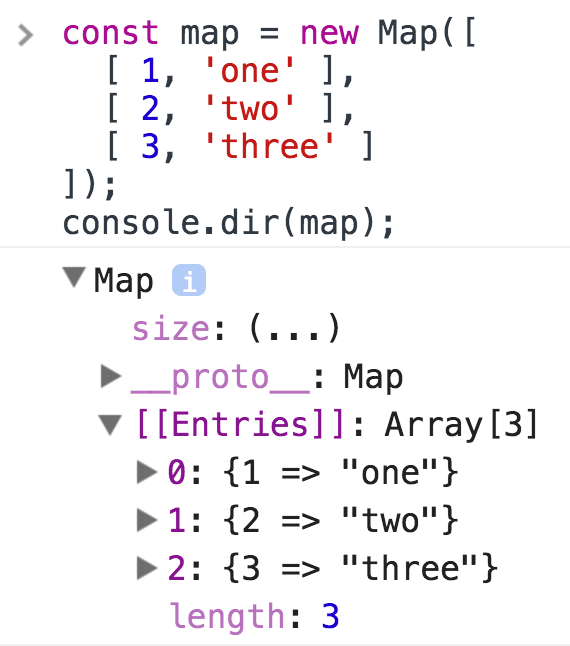 const map = new Map([
[ 1, 'one' ],
[ 2, 'two' ],
[ 3, 'three' ]
]);
console.dir(map);
Map i
size: (...)
__proto__: Map
[[Entries]]: Array[3]
0: {1 => "one"}
1: {2 => "two"}
2: {3 => "three"}
length: 3